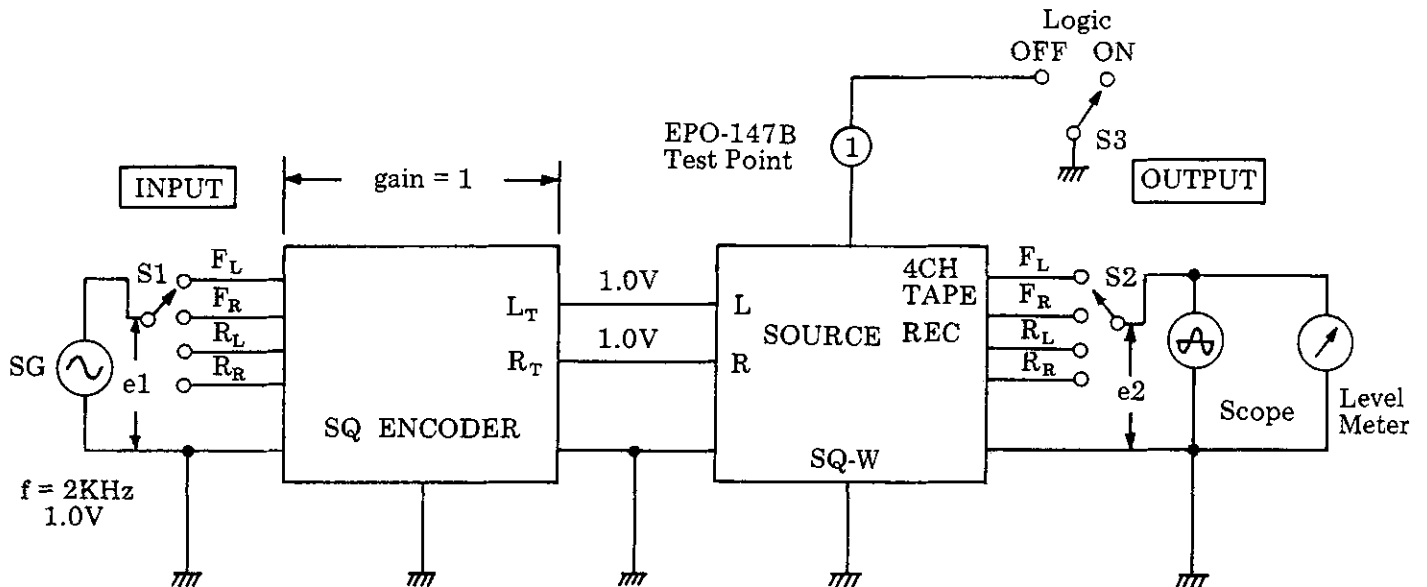 Logic
OFF ON
S3
EPO-147B
Test Point
1
INPUT
gain = 1
OUTPUT
S1
FL
FR
RL
RR
SG
e1
f = 2KHz
1.0V
LT
RT
SQ ENCODER
1.0V
1.0V
L
R
SOURCE
4CH
TAPE
REC
SQ-W
FL
FR
RL
RR
S2
e2
Scope
Level
Meter